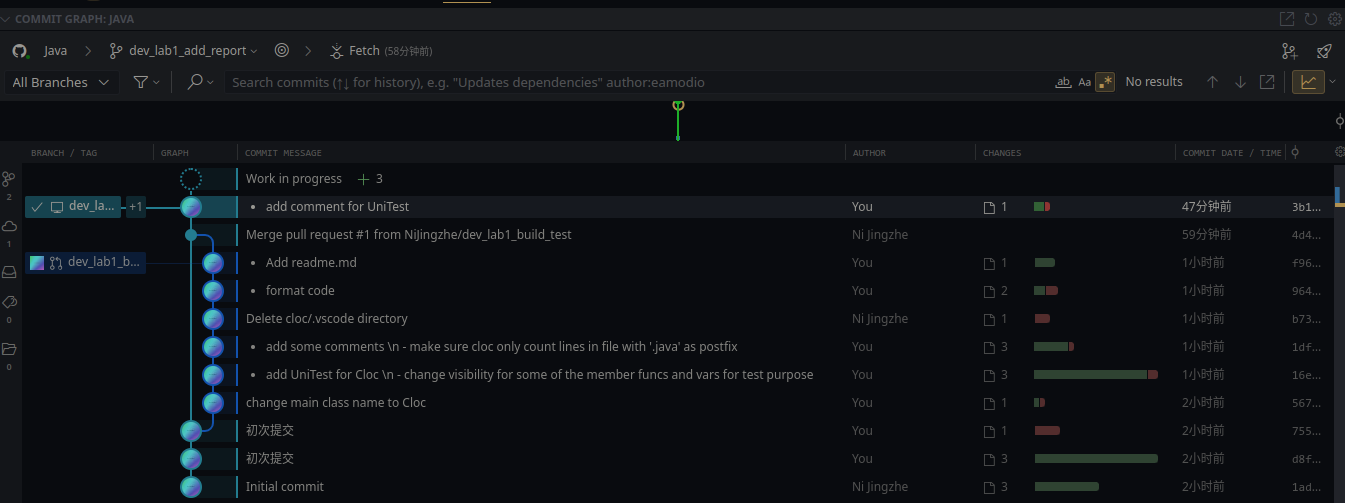 COMMIT GRAPH: JAVA
Java dev_lab1_add_report Fetch (58分钟前)
All Branches Search commits (↑↓ for history), e.g. "Updates dependencies" author:eamodio ab Aa .* No results
BRANCH / TAG GRAPH COMMIT MESSAGE AUTHOR CHANGES COMMIT DATE / TIME
Work in progress + 3
2
dev_la... +1 • add comment for UniTest You 1 47分钟前 3b1...
Merge pull request #1 from NiJingzhe/dev_lab1_build_test Ni Jingzhe 59分钟前 4d4...
1
dev_lab1_b... • Add readme.md You 1 1小时前 f96...
• format code You 2 1小时前 964...
0
Delete cloc/.vscode directory Ni Jingzhe 1 1小时前 b73...
• add some comments \n - make sure cloc only count lines in file with '.java' as postfix You 3 1小时前 1df...
0
• add UniTest for Cloc \n - change visibility for some of the member funcs and vars for test purpose You 3 1小时前 16e...
change main class name to Cloc You 1 2小时前 567...
初次提交 You 1 2小时前 755...
初次提交 You 3 2小时前 d8f...
Initial commit Ni Jingzhe 3 2小时前 1ad...